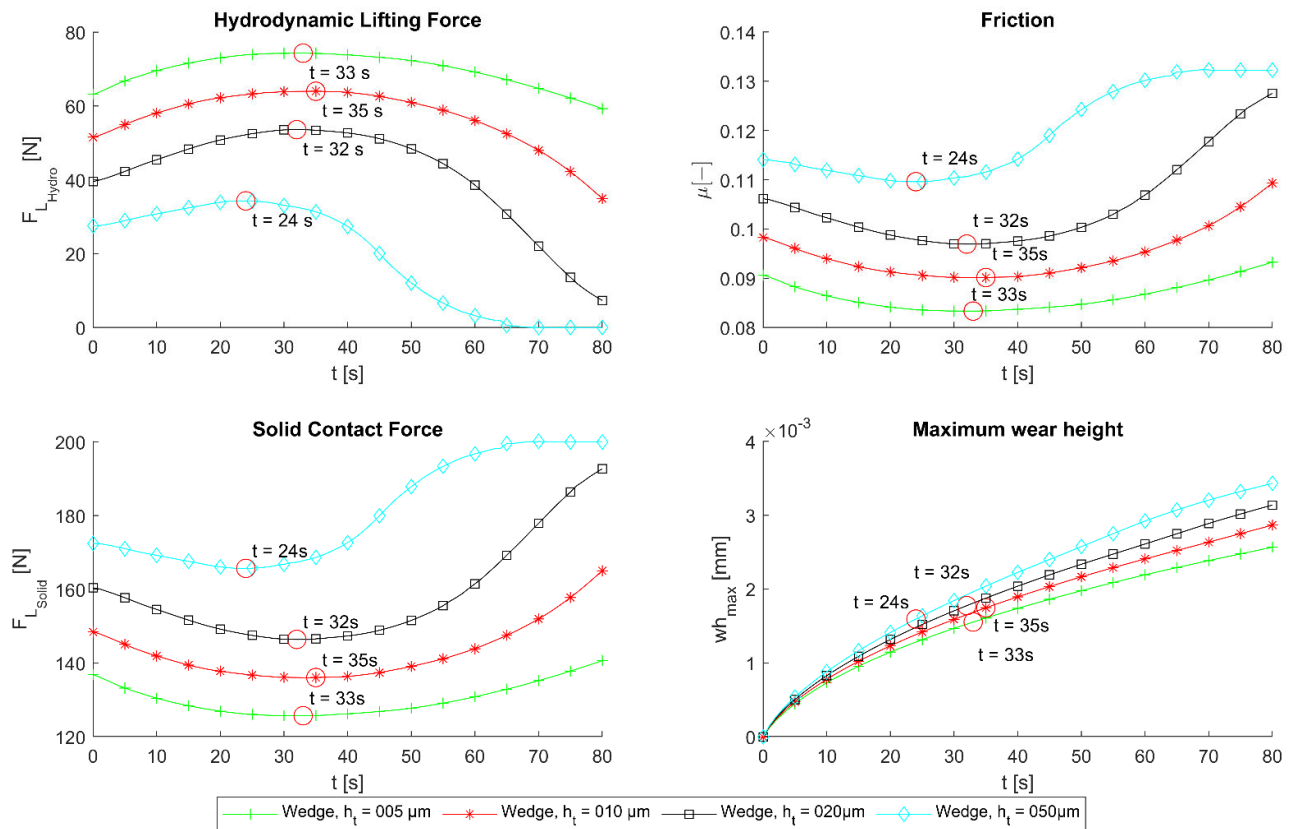 Hydrodynamic Lifting Force
80
60
40
20
0
F_L_Hydro [N]
t = 33 s
t = 35 s
t = 32 s
t = 24 s
0 10 20 30 40 50 60 70 80
t [s]
Friction
0.14
0.13
0.12
0.11
0.1
0.09
0.08
μ[−]
t = 24s
t = 32s
t = 35s
t = 33s
0 10 20 30 40 50 60 70 80
t [s]
Solid Contact Force
200
180
160
140
120
F_L_Solid [N]
t = 24s
t = 32s
t = 35s
t = 33s
0 10 20 30 40 50 60 70 80
t [s]
Maximum wear height
×10⁻³
4
3
2
1
0
wh_max [mm]
t = 32s
t = 24s
t = 35s
t = 33s
0 10 20 30 40 50 60 70 80
t [s]
Wedge, h_t = 005 μm Wedge, h_t = 010 μm Wedge, h_t = 020μm Wedge, h_t = 050μm